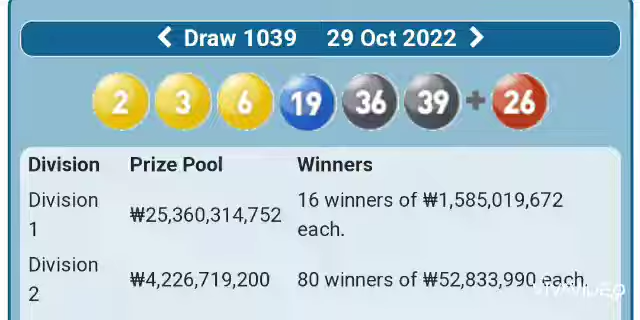 Draw 1039 29 Oct 2022
2 3 6 19 36 39 + 26
Division Prize Pool Winners
Division 1 ₩25,360,314,752 16 winners of ₩1,585,019,672 each.
Division 2 ₩4,226,719,200 80 winners of ₩52,833,990 each.